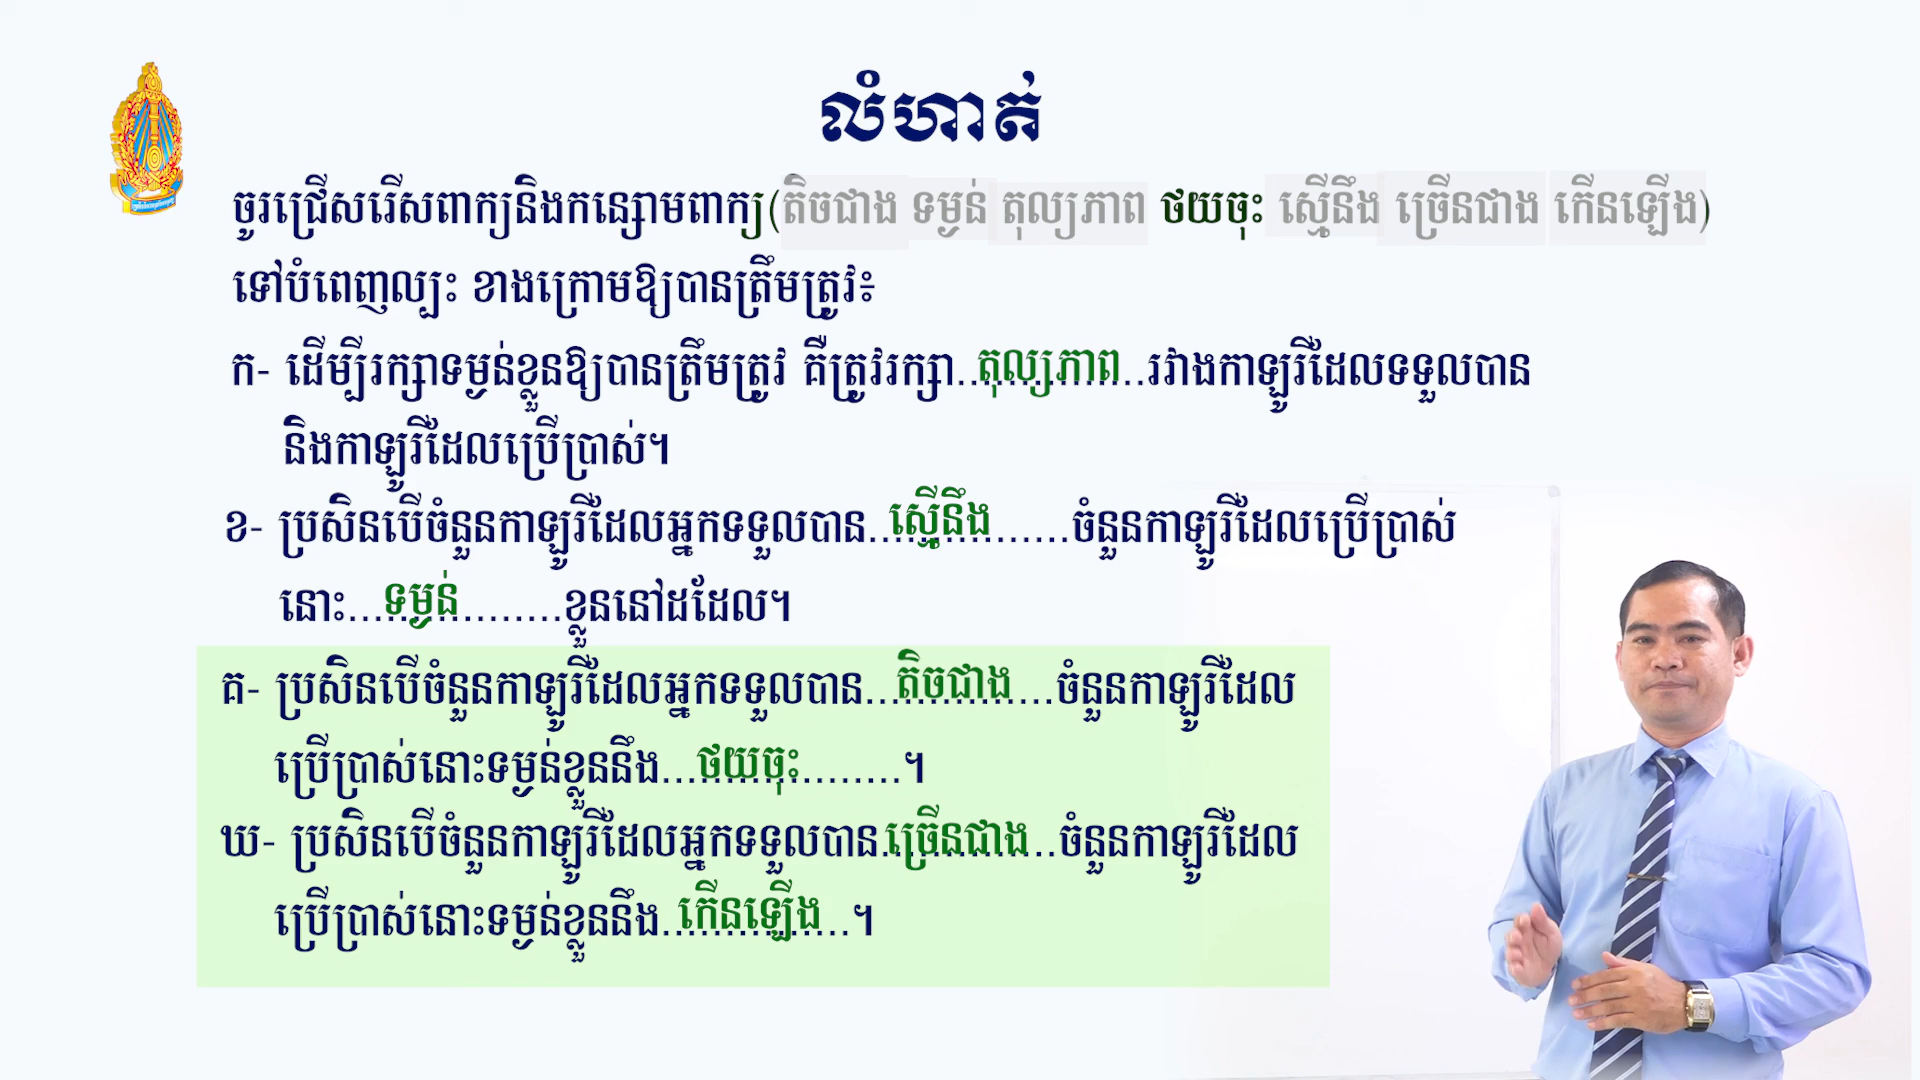 លំហាត់
ចូរជ្រើសរើសពាក្យនិងកន្សោមពាក្យ(តិចជាង ទម្ងន់ តុល្យភាព ថយចុះ ស្មើនឹង ច្រើនជាង កើនឡើង)
ទៅបំពេញល្បះ ខាងក្រោមឱ្យបានត្រឹមត្រូវ៖
ក- ដើម្បីរក្សាទម្ងន់ខ្លួនឱ្យបានត្រឹមត្រូវ គឺត្រូវរក្សា..តុល្យភាព..រវាងកាឡូរីដែលទទួលបាន
និងកាឡូរីដែលប្រើប្រាស់។
ខ- ប្រសិនបើចំនួនកាឡូរីដែលអ្នកទទួលបាន..ស្មើនឹង.......ចំនួនកាឡូរីដែលប្រើប្រាស់
នោះ...ទម្ងន់........ខ្លួននៅដដែល។
គ- ប្រសិនបើចំនួនកាឡូរីដែលអ្នកទទួលបាន...តិចជាង....ចំនួនកាឡូរីដែល
ប្រើប្រាស់នោះទម្ងន់ខ្លួននឹង...ថយចុះ........។
ឃ- ប្រសិនបើចំនួនកាឡូរីដែលអ្នកទទួលបាន.ច្រើនជាង..ចំនួនកាឡូរីដែល
ប្រើប្រាស់នោះទម្ងន់ខ្លួននឹង.កើនឡើង...។